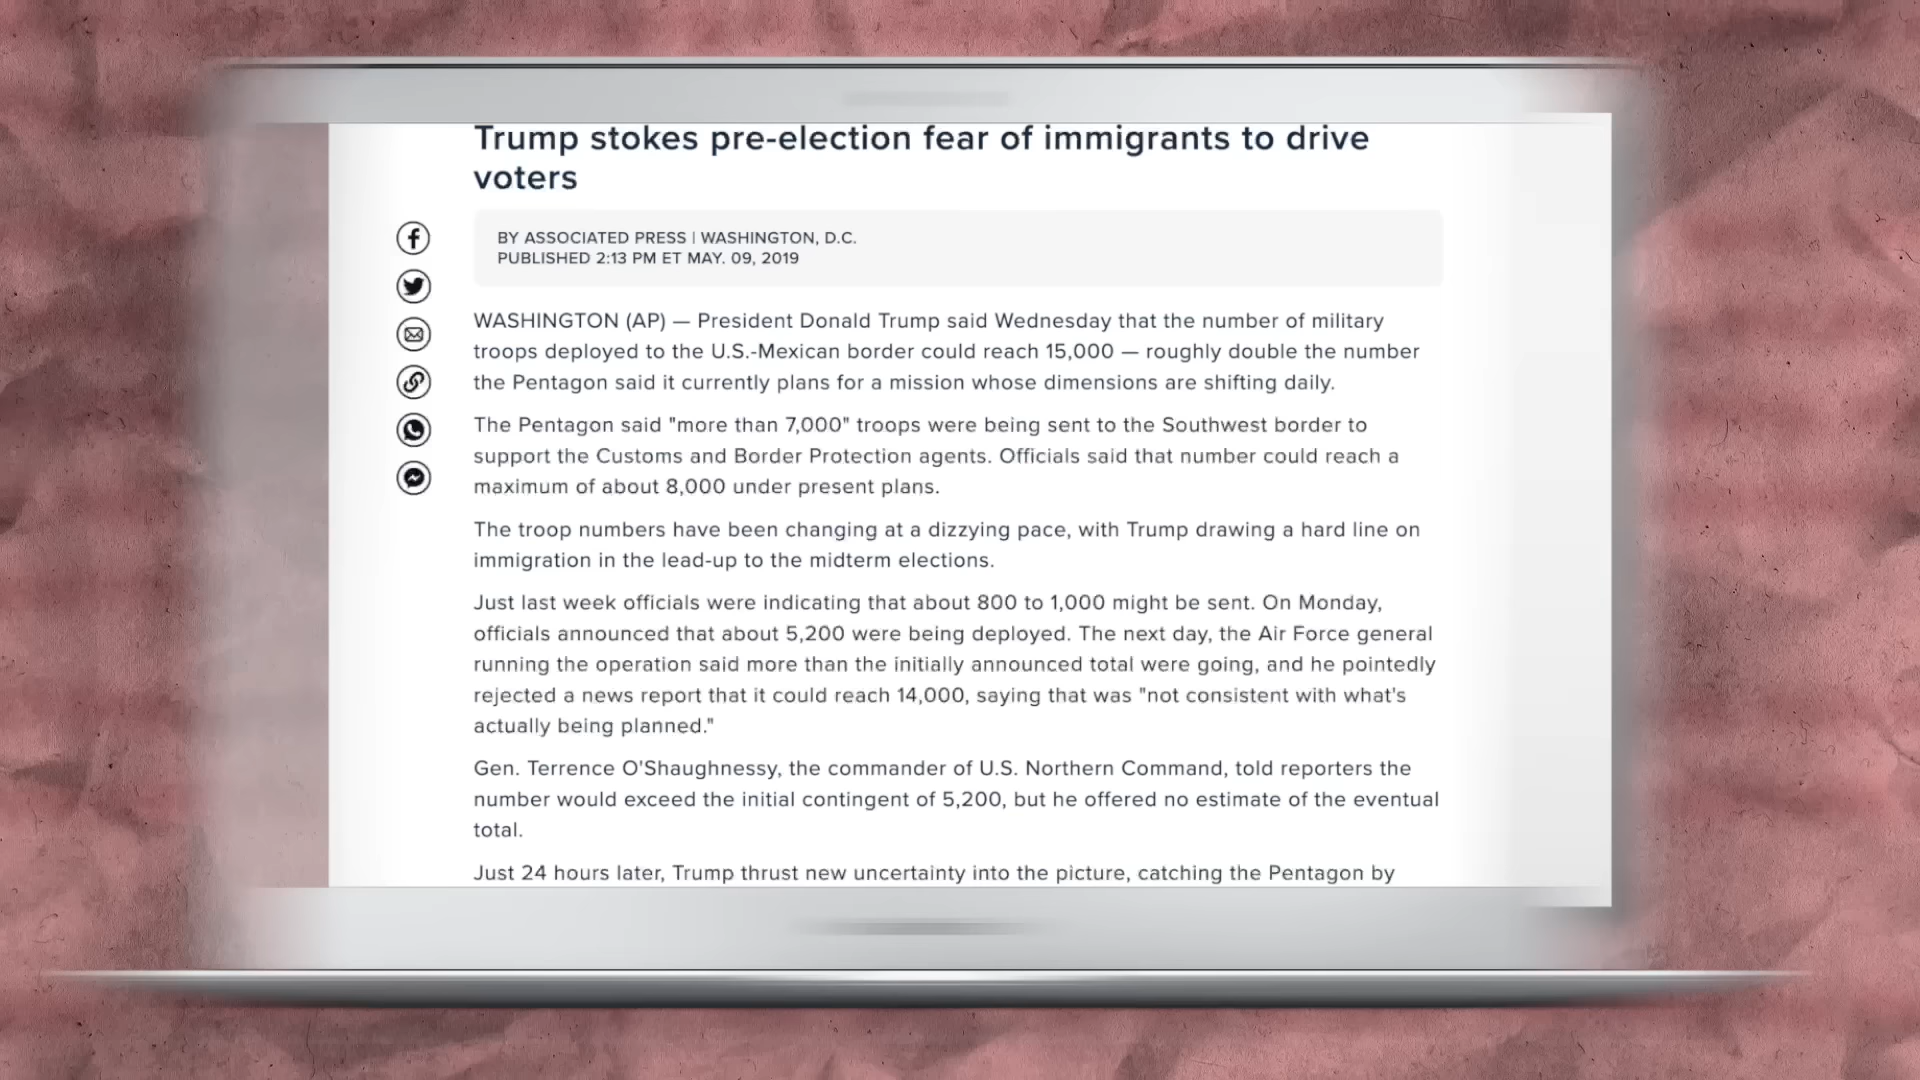 Trump stokes pre-election fear of immigrants to drive
voters
BY ASSOCIATED PRESS | WASHINGTON, D.C.
PUBLISHED 2:13 PM ET MAY. 09, 2019
WASHINGTON (AP) — President Donald Trump said Wednesday that the number of military
troops deployed to the U.S.-Mexican border could reach 15,000 — roughly double the number
the Pentagon said it currently plans for a mission whose dimensions are shifting daily.
The Pentagon said "more than 7,000" troops were being sent to the Southwest border to
support the Customs and Border Protection agents. Officials said that number could reach a
maximum of about 8,000 under present plans.
The troop numbers have been changing at a dizzying pace, with Trump drawing a hard line on
immigration in the lead-up to the midterm elections.
Just last week officials were indicating that about 800 to 1,000 might be sent. On Monday,
officials announced that about 5,200 were being deployed. The next day, the Air Force general
running the operation said more than the initially announced total were going, and he pointedly
rejected a news report that it could reach 14,000, saying that was "not consistent with what's
actually being planned."
Gen. Terrence O'Shaughnessy, the commander of U.S. Northern Command, told reporters the
number would exceed the initial contingent of 5,200, but he offered no estimate of the eventual
total.
Just 24 hours later, Trump thrust new uncertainty into the picture, catching the Pentagon by